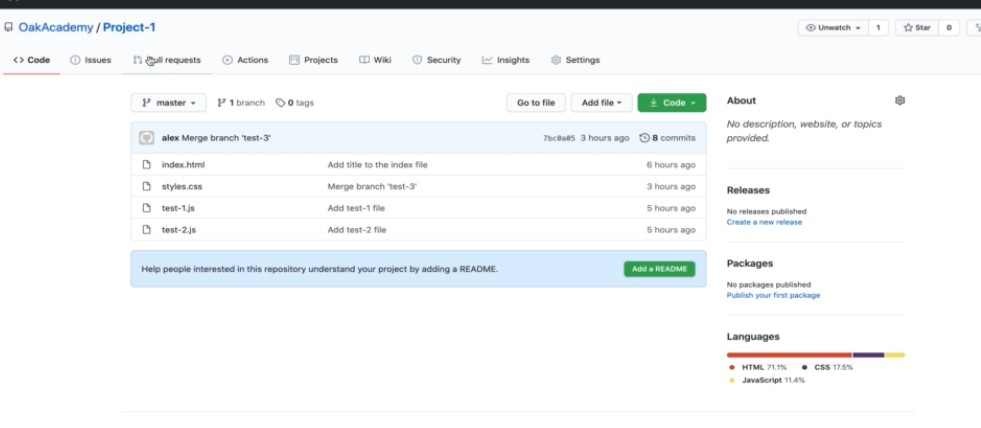 OakAcademy / Project-1
Unwatch 1 Star 0
Code Issues Pull requests Actions Projects Wiki Security Insights Settings
master 1 branch 0 tags Go to file Add file Code
alex Merge branch 'test-3' 7bc0a05 3 hours ago 8 commits
index.html Add title to the index file 6 hours ago
styles.css Merge branch 'test-3' 3 hours ago
test-1.js Add test-1 file 5 hours ago
test-2.js Add test-2 file 5 hours ago
Help people interested in this repository understand your project by adding a README. Add a README
About
No description, website, or topics
provided.
Releases
No releases published
Create a new release
Packages
No packages published
Publish your first package
Languages
HTML 71.1% CSS 17.5%
JavaScript 11.4%